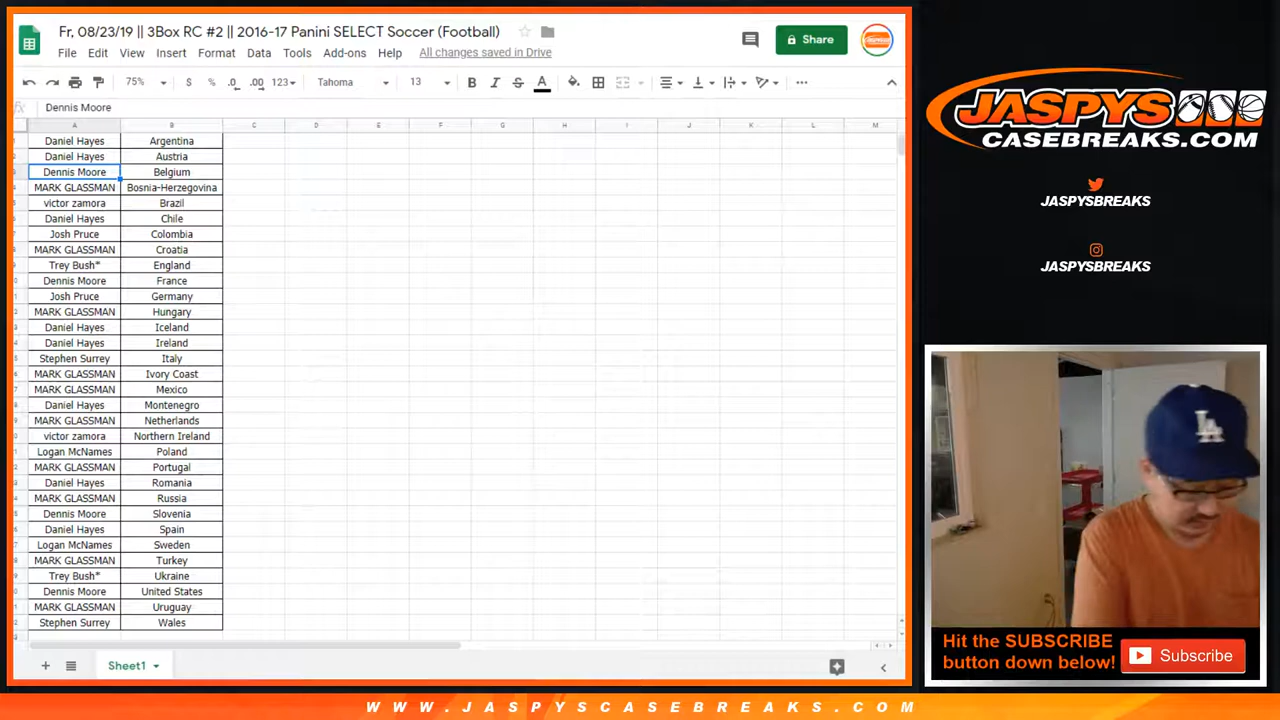 Fr, 08/23/19 || 3Box RC #2 || 2016-17 Panini SELECT Soccer (Football)
File Edit View Insert Format Data Tools Add-ons Help All changes saved in Drive
Share
75% $ % .0 .00 123 Tahoma 13 B I S A
fx Dennis Moore
A B C D E F G H I J K L M
Daniel Hayes Argentina
Daniel Hayes Austria
Dennis Moore Belgium
MARK GLASSMAN Bosnia-Herzegovina
victor zamora Brazil
Daniel Hayes Chile
Josh Pruce Colombia
MARK GLASSMAN Croatia
Trey Bush* England
Dennis Moore France
Josh Pruce Germany
MARK GLASSMAN Hungary
Daniel Hayes Iceland
Daniel Hayes Ireland
Stephen Surrey Italy
MARK GLASSMAN Ivory Coast
MARK GLASSMAN Mexico
Daniel Hayes Montenegro
MARK GLASSMAN Netherlands
victor zamora Northern Ireland
Logan McNames Poland
MARK GLASSMAN Portugal
Daniel Hayes Romania
MARK GLASSMAN Russia
Dennis Moore Slovenia
Daniel Hayes Spain
Logan McNames Sweden
MARK GLASSMAN Turkey
Trey Bush* Ukraine
Dennis Moore United States
MARK GLASSMAN Uruguay
Stephen Surrey Wales
Sheet1
JASPYS
CASEBREAKS.COM
JASPYSBREAKS
JASPYSBREAKS
LA
Hit the SUBSCRIBE
button down below!
Subscribe
WWW.JASPYSCASEBREAKS.COM